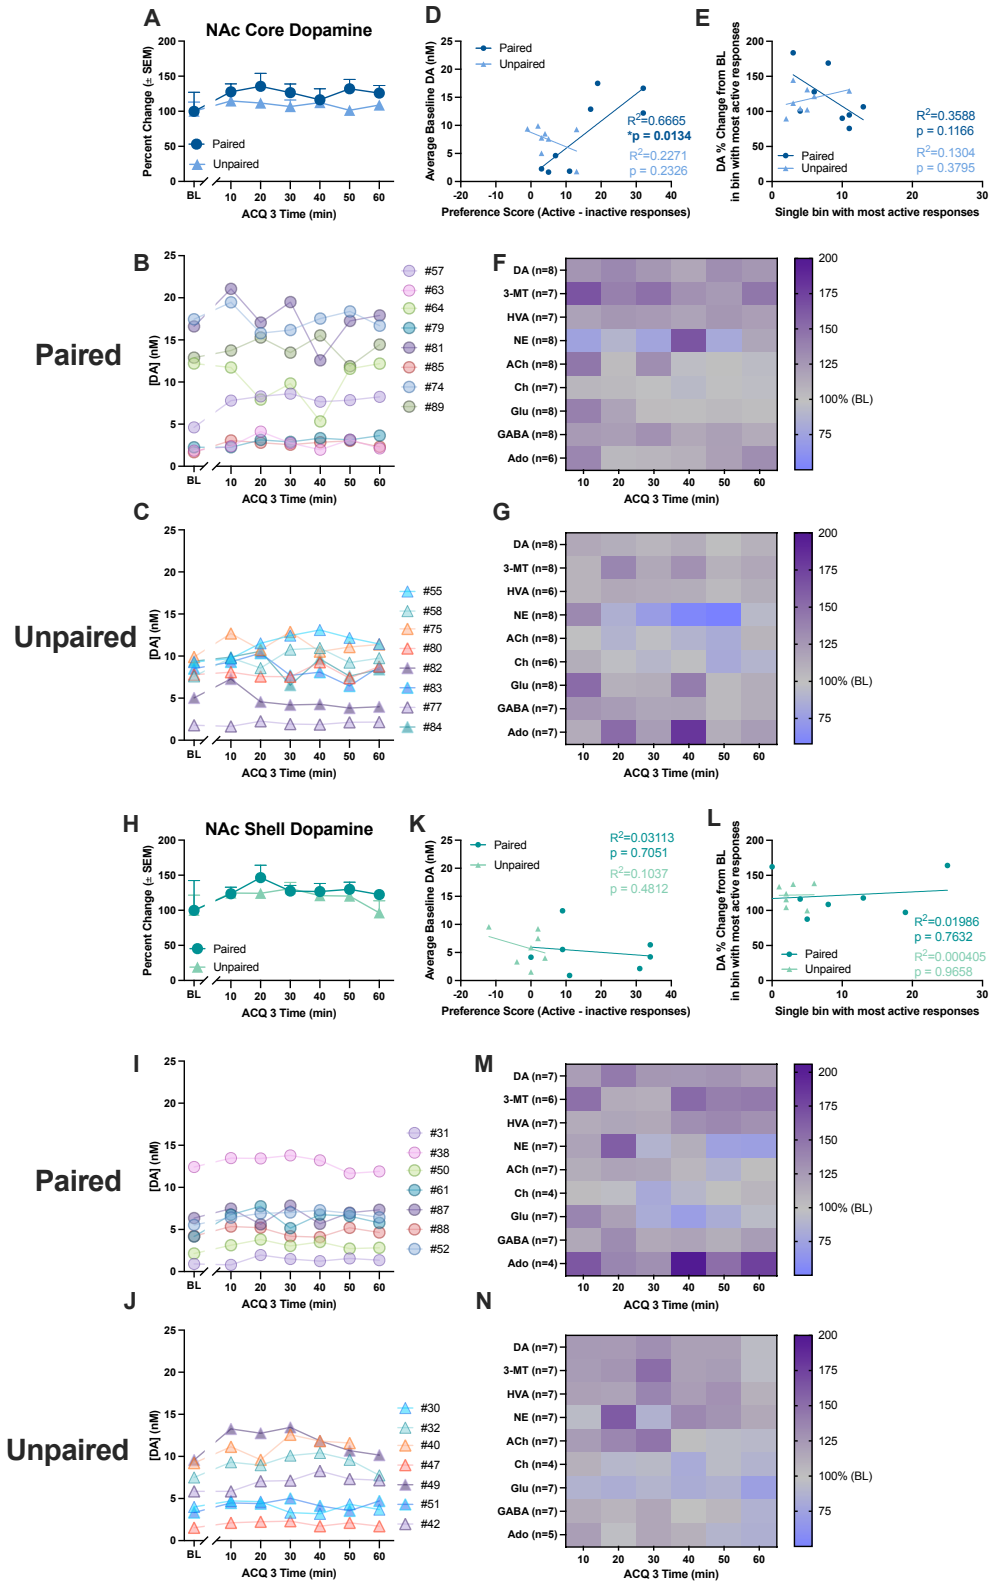 A
NAc Core Dopamine
Percent Change (± SEM)
200
150
100
50
0
Paired
Unpaired
BL 10 20 30 40 50 60
ACQ 3 Time (min)
D
Average Baseline DA (nM)
25
20
15
10
5
0
Paired
Unpaired
R²=0.6665
*p = 0.0134
R²=0.2271
p = 0.2326
-20 -10 0 10 20 30 40
Preference Score (Active - inactive responses)
E
DA % Change from BL
in bin with most active responses
200
150
100
50
0
R²=0.3588
p = 0.1166
R²=0.1304
p = 0.3795
Paired
Unpaired
0 10 20 30
Single bin with most active responses
Paired
B
[DA] (nM)
25
20
15
10
5
0
BL 10 20 30 40 50 60
ACQ 3 Time (min)
#57
#63
#64
#79
#81
#85
#74
#89
F
DA (n=8)
3-MT (n=7)
HVA (n=7)
NE (n=8)
ACh (n=8)
Ch (n=7)
Glu (n=8)
GABA (n=8)
Ado (n=6)
10 20 30 40 50 60
ACQ 3 Time (min)
200
175
150
125
100% (BL)
75
Unpaired
C
[DA] (nM)
25
20
15
10
5
0
BL 10 20 30 40 50 60
ACQ 3 Time (min)
#55
#58
#75
#80
#82
#83
#77
#84
G
DA (n=8)
3-MT (n=8)
HVA (n=6)
NE (n=8)
ACh (n=8)
Ch (n=6)
Glu (n=8)
GABA (n=7)
Ado (n=7)
10 20 30 40 50 60
ACQ 3 Time (min)
200
175
150
125
100% (BL)
75
H
NAc Shell Dopamine
Percent Change (± SEM)
200
150
100
50
0
Paired
Unpaired
BL 10 20 30 40 50 60
ACQ 3 Time (min)
K
Average Baseline DA (nM)
25
20
15
10
5
0
Paired
Unpaired
R²=0.03113
p = 0.7051
R²=0.1037
p = 0.4812
-20 -10 0 10 20 30 40
Preference Score (Active - inactive responses)
L
DA % Change from BL
in bin with most active responses
200
150
100
50
0
R²=0.01986
p = 0.7632
R²=0.000405
p = 0.9658
Paired
Unpaired
0 10 20 30
Single bin with most active responses
Paired
I
[DA] (nM)
25
20
15
10
5
0
BL 10 20 30 40 50 60
ACQ 3 Time (min)
#31
#38
#50
#61
#87
#88
#52
M
DA (n=7)
3-MT (n=6)
HVA (n=7)
NE (n=7)
ACh (n=7)
Ch (n=4)
Glu (n=7)
GABA (n=7)
Ado (n=4)
10 20 30 40 50 60
ACQ 3 Time (min)
200
175
150
125
100% (BL)
75
Unpaired
J
[DA] (nM)
25
20
15
10
5
0
BL 10 20 30 40 50 60
ACQ 3 Time (min)
#30
#32
#40
#47
#49
#51
#42
N
DA (n=7)
3-MT (n=7)
HVA (n=7)
NE (n=7)
ACh (n=7)
Ch (n=4)
Glu (n=7)
GABA (n=7)
Ado (n=5)
10 20 30 40 50 60
ACQ 3 Time (min)
200
175
150
125
100% (BL)
75